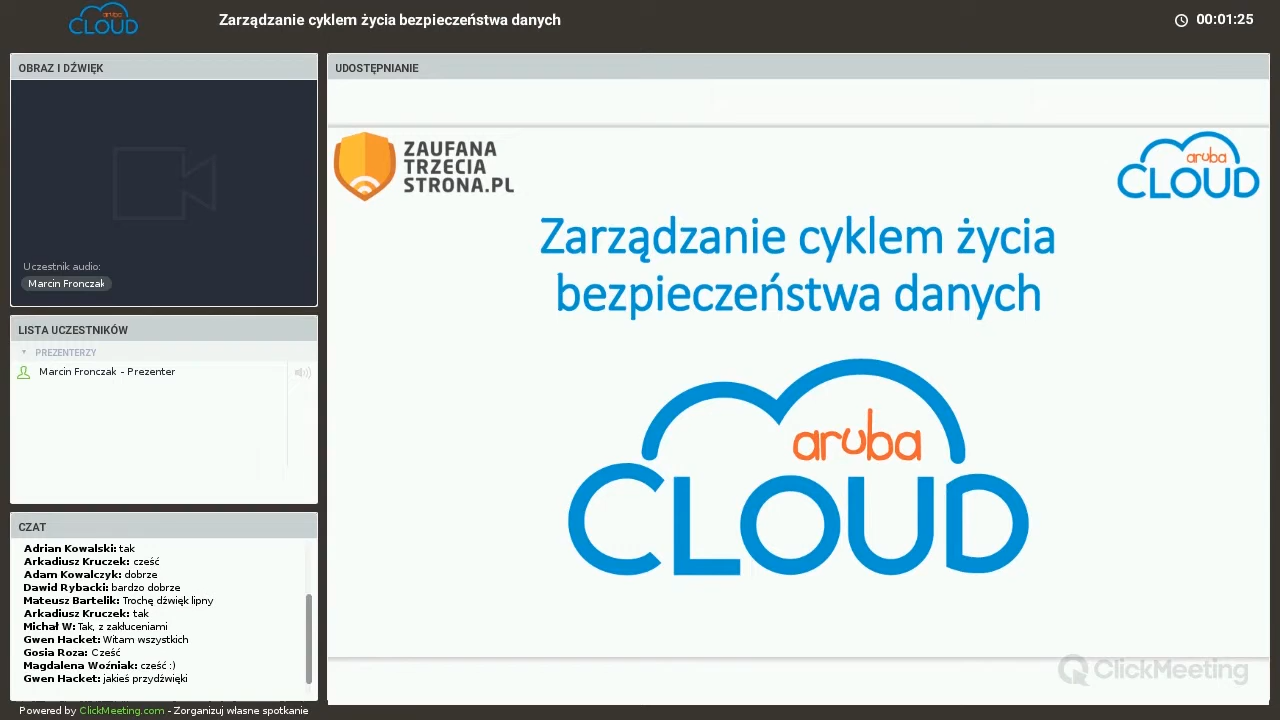 aruba
CLOUD
Zarządzanie cyklem życia bezpieczeństwa danych
00:01:25
OBRAZ I DŹWIĘK
Uczestnik audio:
Marcin Fronczak
LISTA UCZESTNIKÓW
PREZENTERZY
Marcin Fronczak - Prezenter
CZAT
Adrian Kowalski: tak
Arkadiusz Kruczek: cześć
Adam Kowalczyk: dobrze
Dawid Rybacki: bardzo dobrze
Mateusz Bartelik: Trochę dźwięk lipny
Arkadiusz Kruczek: tak
Michał W: Tak, z zakłuceniami
Gwen Hacket: Witam wszystkich
Gosia Roza: Cześć
Magdalena Woźniak: cześć :)
Gwen Hacket: jakieś przydźwięki
Powered by ClickMeeting.com - Zorganizuj własne spotkanie
UDOSTĘPNIANIE
ZAUFANA
TRZECIA
STRONA.PL
aruba
CLOUD
Zarządzanie cyklem życia
bezpieczeństwa danych
aruba
CLOUD
ClickMeeting